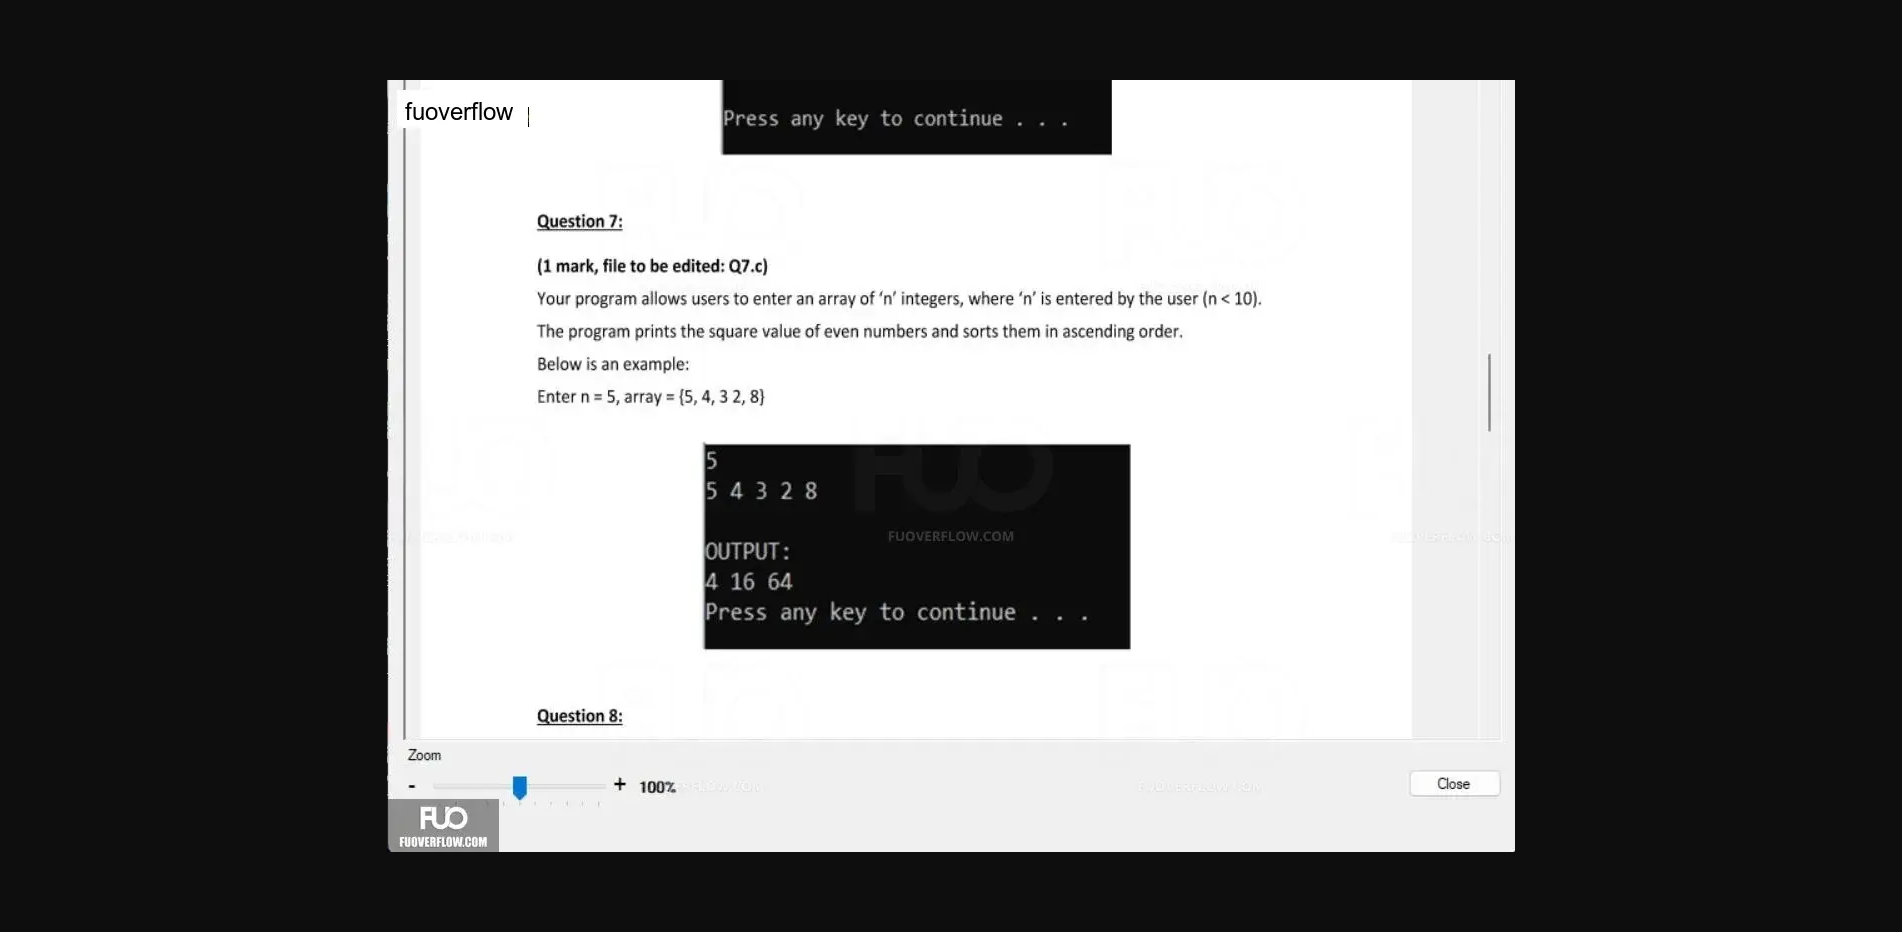 fuoverflow
Press any key to continue . . .
Question 7:
(1 mark, file to be edited: Q7.c)
Your program allows users to enter an array of ‘n’ integers, where ‘n’ is entered by the user (n < 10).
The program prints the square value of even numbers and sorts them in ascending order.
Below is an example:
Enter n = 5, array = {5, 4, 3 2, 8}
5
5 4 3 2 8
FUO
FUOVERFLOW.COM
OUTPUT:
4 16 64
Press any key to continue . . .
Question 8:
Zoom
- + 100%
Close
FUO
FUOVERFLOW.COM